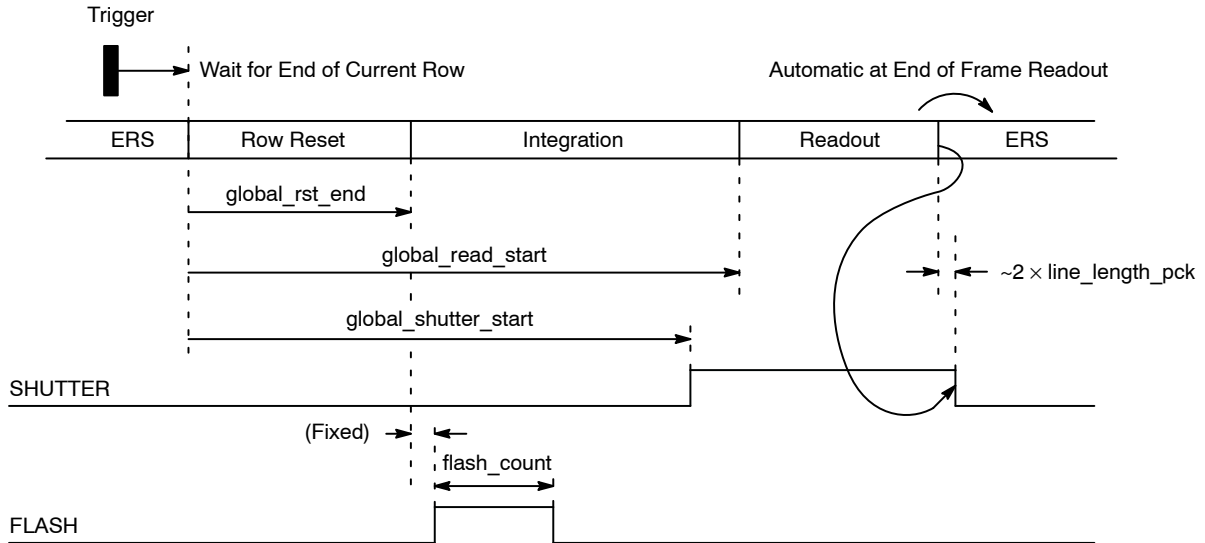 Trigger
Wait for End of Current Row
Automatic at End of Frame Readout
ERS
Row Reset
Integration
Readout
ERS
global_rst_end
global_read_start
~2 × line_length_pck
global_shutter_start
SHUTTER
(Fixed)
flash_count
FLASH